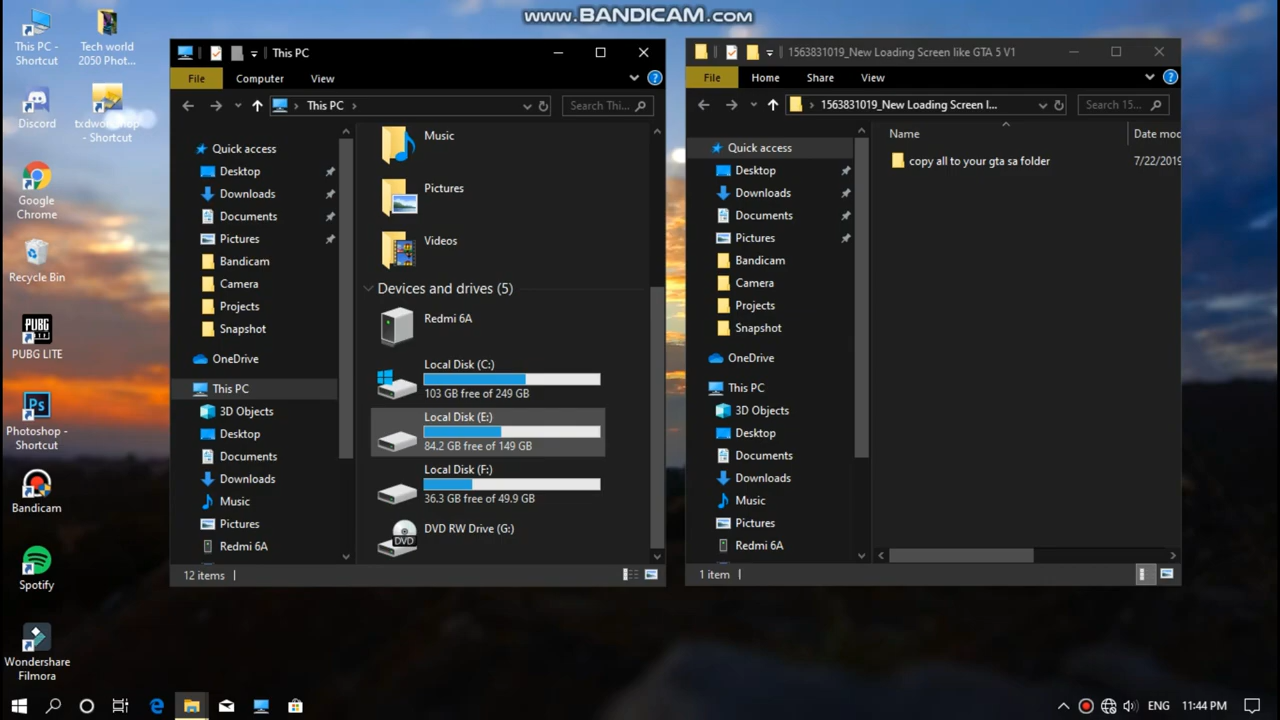 www.BANDICAM.com
This PC -
Shortcut
Tech world
2050 Phot...
Discord
txdworkshop
- Shortcut
Google
Chrome
Recycle Bin
PUBG
LITE
PUBG LITE
Ps
Photoshop -
Shortcut
Bandicam
Spotify
Wondershare
Filmora
This PC
File
Computer
View
This PC
Search Thi...
Quick access
Desktop
Downloads
Documents
Pictures
Bandicam
Camera
Projects
Snapshot
OneDrive
This PC
3D Objects
Desktop
Documents
Downloads
Music
Pictures
Redmi 6A
Music
Pictures
Videos
Devices and drives (5)
Redmi 6A
Local Disk (C:)
103 GB free of 249 GB
Local Disk (E:)
84.2 GB free of 149 GB
Local Disk (F:)
36.3 GB free of 49.9 GB
DVD RW Drive (G:)
DVD
12 items
1563831019_New Loading Screen like GTA 5 V1
File
Home
Share
View
1563831019_New Loading Screen l...
Search 15...
Quick access
Desktop
Downloads
Documents
Pictures
Bandicam
Camera
Projects
Snapshot
OneDrive
This PC
3D Objects
Desktop
Documents
Downloads
Music
Pictures
Redmi 6A
Name
Date mod
copy all to your gta sa folder
7/22/2019
1 item
ENG
11:44 PM